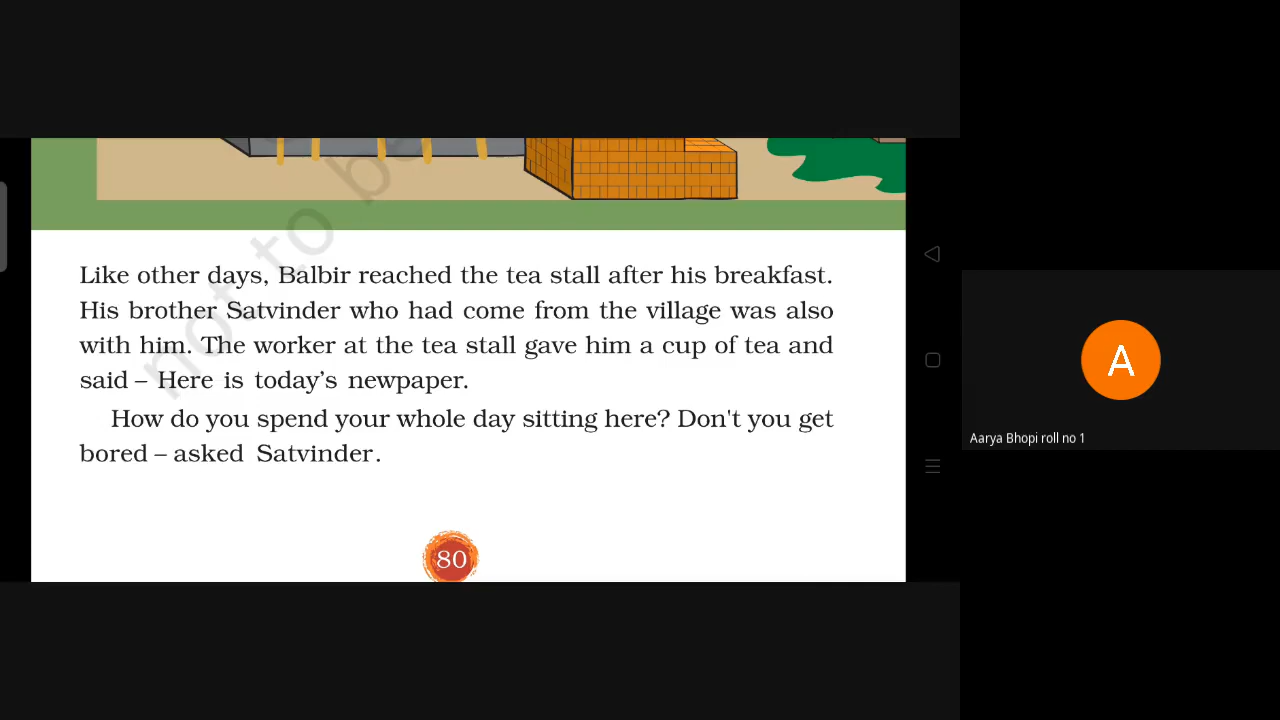 not to be
Like other days, Balbir reached the tea stall after his breakfast.
His brother Satvinder who had come from the village was also
with him. The worker at the tea stall gave him a cup of tea and
said – Here is today's newpaper.
How do you spend your whole day sitting here? Don't you get
bored – asked Satvinder.
80
A
Aarya Bhopi roll no 1